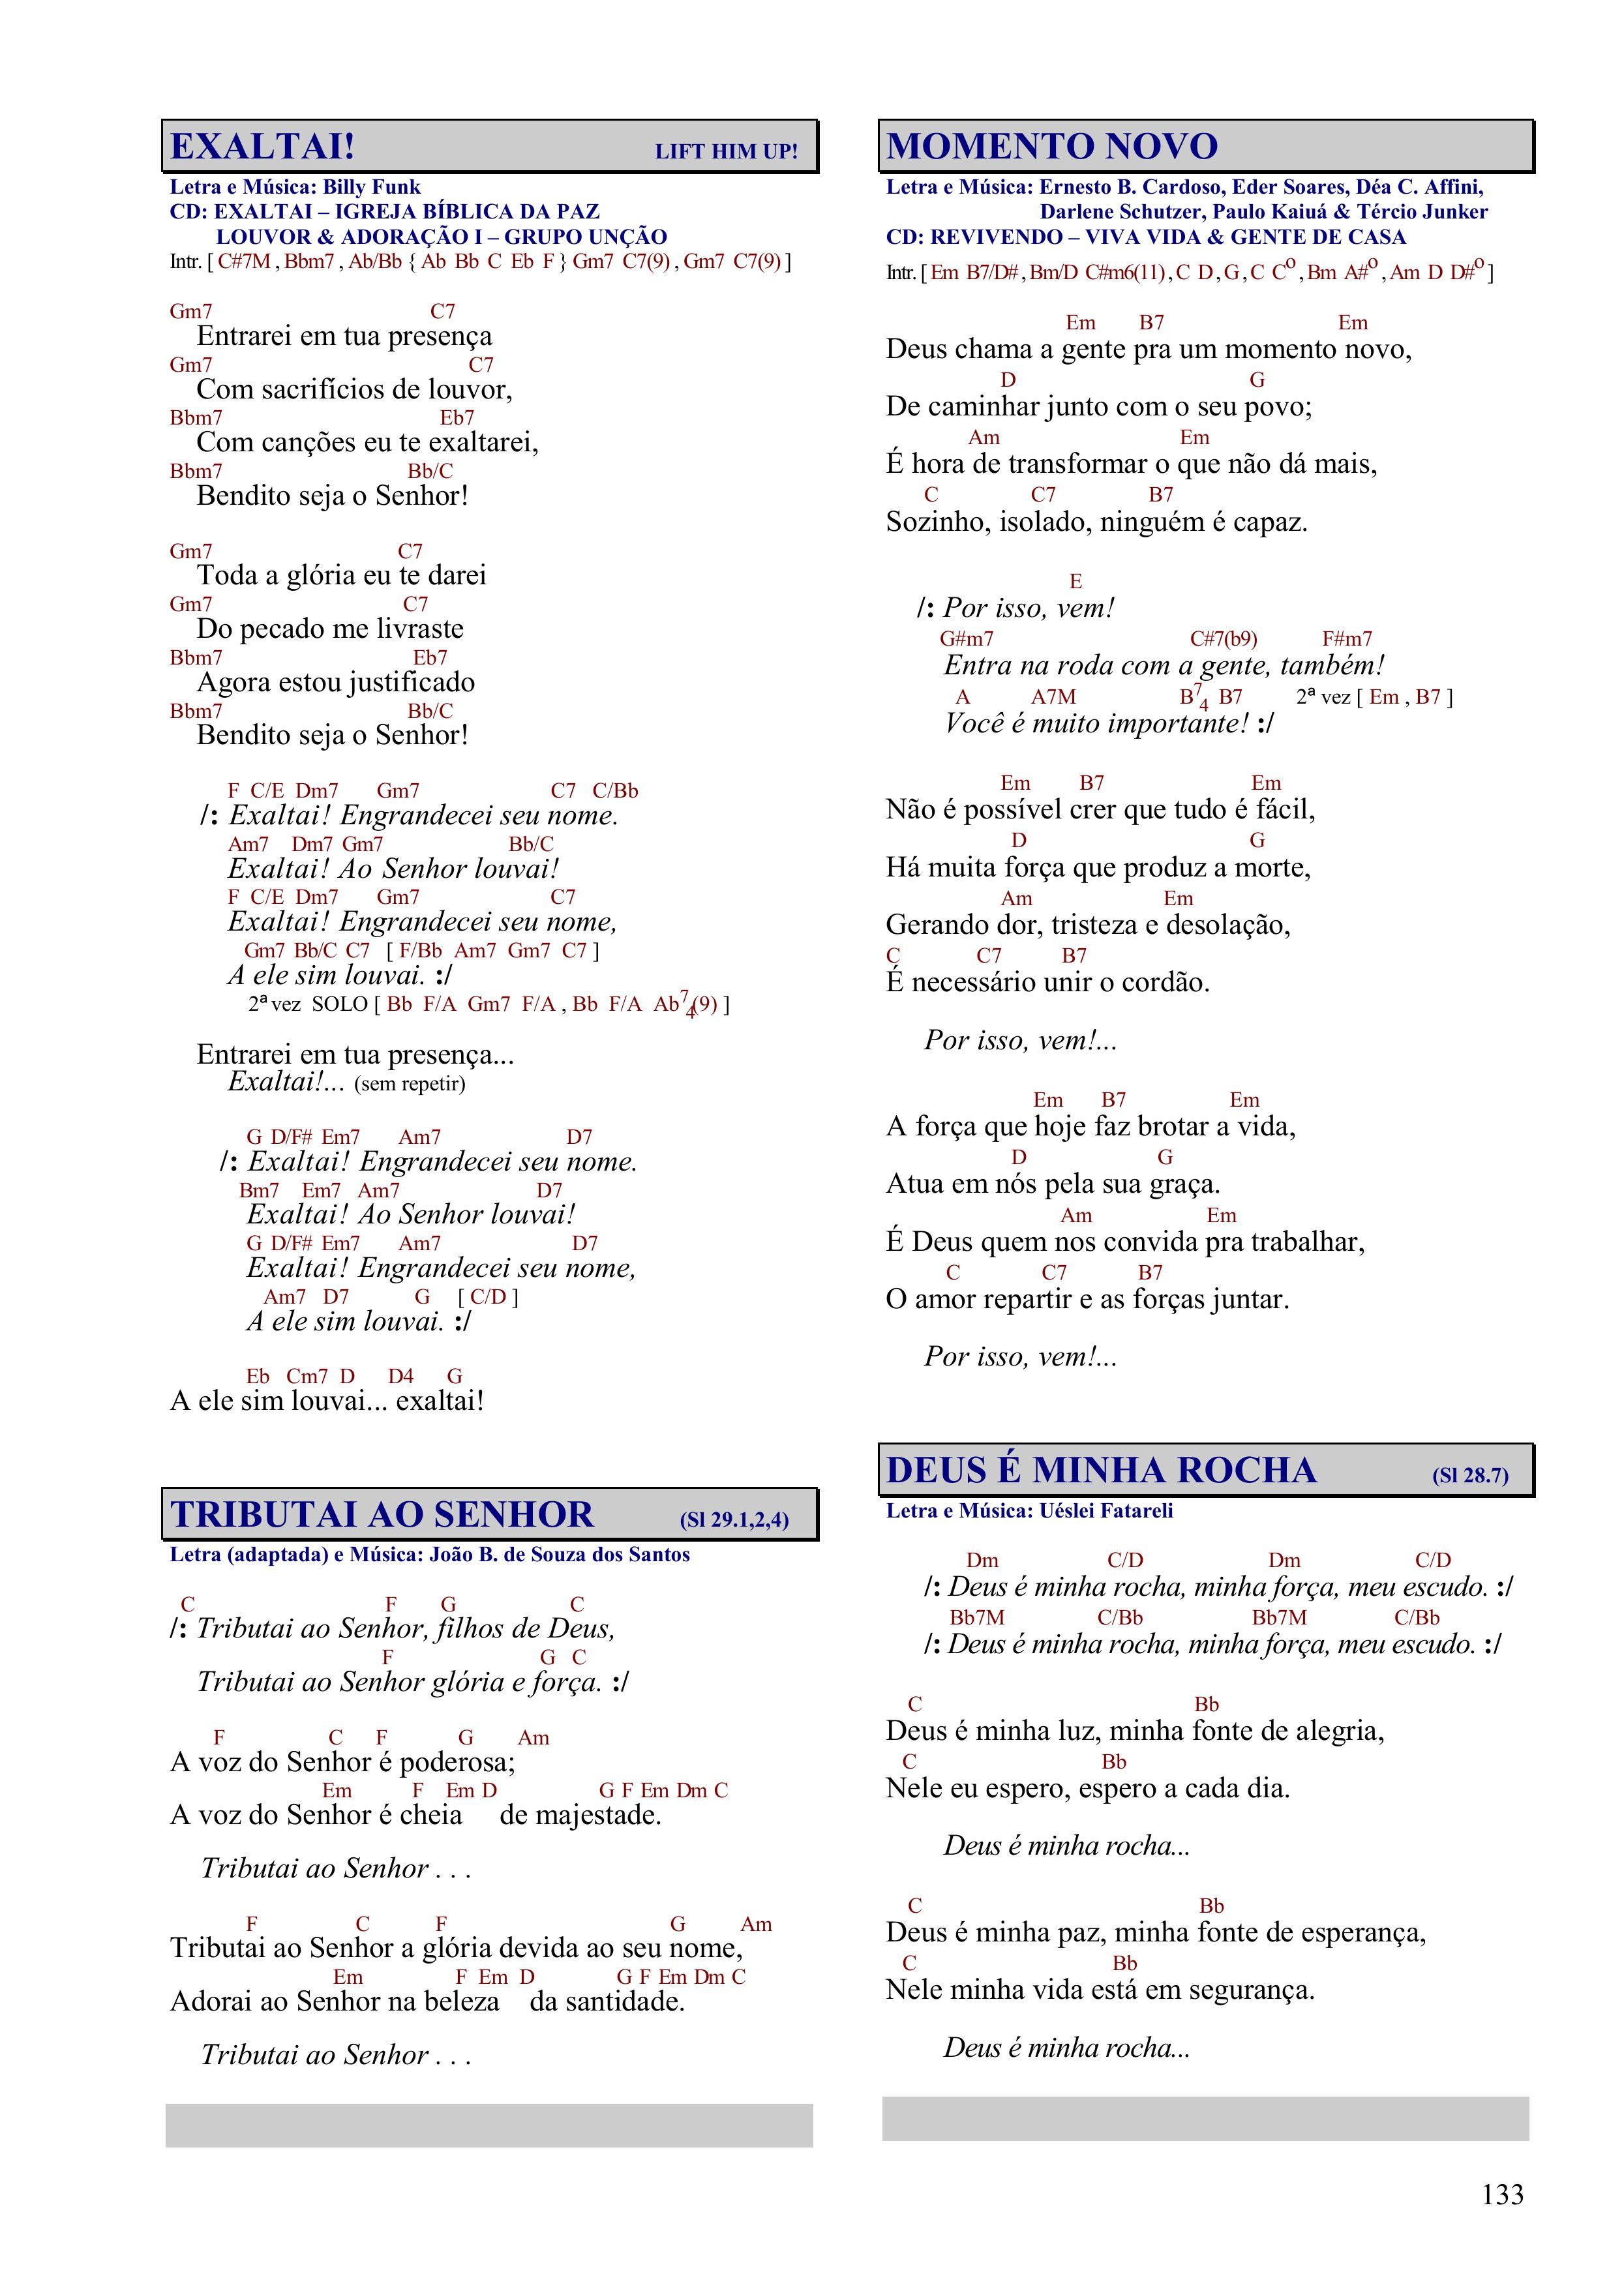 EXALTAI! LIFT HIM UP!
Letra e Música: Billy Funk
CD: EXALTAI – IGREJA BÍBLICA DA PAZ
LOUVOR & ADORAÇÃO I – GRUPO UNÇÃO
Intr. [ C#7M , Bbm7 , Ab/Bb { Ab Bb C Eb F } Gm7 C7(9) , Gm7 C7(9) ]
Gm7 C7
Entrarei em tua presença
Gm7 C7
Com sacrifícios de louvor,
Bbm7 Eb7
Com canções eu te exaltarei,
Bbm7 Bb/C
Bendito seja o Senhor!
Gm7 C7
Toda a glória eu te darei
Gm7 C7
Do pecado me livraste
Bbm7 Eb7
Agora estou justificado
Bbm7 Bb/C
Bendito seja o Senhor!
F C/E Dm7 Gm7 C7 C/Bb
/: Exaltai! Engrandecei seu nome.
Am7 Dm7 Gm7 Bb/C
Exaltai! Ao Senhor louvai!
F C/E Dm7 Gm7 C7
Exaltai! Engrandecei seu nome,
Gm7 Bb/C C7 [ F/Bb Am7 Gm7 C7 ]
A ele sim louvai. :/
2ª vez SOLO [ Bb F/A Gm7 F/A , Bb F/A Ab7 4(9) ]
Entrarei em tua presença...
Exaltai!... (sem repetir)
G D/F# Em7 Am7 D7
/: Exaltai! Engrandecei seu nome.
Bm7 Em7 Am7 D7
Exaltai! Ao Senhor louvai!
G D/F# Em7 Am7 D7
Exaltai! Engrandecei seu nome,
Am7 D7 G [ C/D ]
A ele sim louvai. :/
Eb Cm7 D D4 G
A ele sim louvai... exaltai!
TRIBUTAI AO SENHOR (Sl 29.1,2,4)
Letra (adaptada) e Música: João B. de Souza dos Santos
C F G C
/: Tributai ao Senhor, filhos de Deus,
F G C
Tributai ao Senhor glória e força. :/
F C F G Am
A voz do Senhor é poderosa;
Em F Em D G F Em Dm C
A voz do Senhor é cheia de majestade.
Tributai ao Senhor . . .
F C F G Am
Tributai ao Senhor a glória devida ao seu nome,
Em F Em D G F Em Dm C
Adorai ao Senhor na beleza da santidade.
Tributai ao Senhor . . .
MOMENTO NOVO
Letra e Música: Ernesto B. Cardoso, Eder Soares, Déa C. Affini,
Darlene Schutzer, Paulo Kaiuá & Tércio Junker
CD: REVIVENDO – VIVA VIDA & GENTE DE CASA
Intr. [ Em B7/D# , Bm/D C#m6(11) , C D , G , C Cº , Bm A#º , Am D D#º ]
Em B7 Em
Deus chama a gente pra um momento novo,
D G
De caminhar junto com o seu povo;
Am Em
É hora de transformar o que não dá mais,
C C7 B7
Sozinho, isolado, ninguém é capaz.
E
/: Por isso, vem!
G#m7 C#7(b9) F#m7
Entra na roda com a gente, também!
A A7M B7 4 B7 2ª vez [ Em , B7 ]
Você é muito importante! :/
Em B7 Em
Não é possível crer que tudo é fácil,
D G
Há muita força que produz a morte,
Am Em
Gerando dor, tristeza e desolação,
C C7 B7
É necessário unir o cordão.
Por isso, vem!...
Em B7 Em
A força que hoje faz brotar a vida,
D G
Atua em nós pela sua graça.
Am Em
É Deus quem nos convida pra trabalhar,
C C7 B7
O amor repartir e as forças juntar.
Por isso, vem!...
DEUS É MINHA ROCHA (Sl 28.7)
Letra e Música: Uéslei Fatareli
Dm C/D Dm C/D
/: Deus é minha rocha, minha força, meu escudo. :/
Bb7M C/Bb Bb7M C/Bb
/: Deus é minha rocha, minha força, meu escudo. :/
C Bb
Deus é minha luz, minha fonte de alegria,
C Bb
Nele eu espero, espero a cada dia.
Deus é minha rocha...
C Bb
Deus é minha paz, minha fonte de esperança,
C Bb
Nele minha vida está em segurança.
Deus é minha rocha...
133